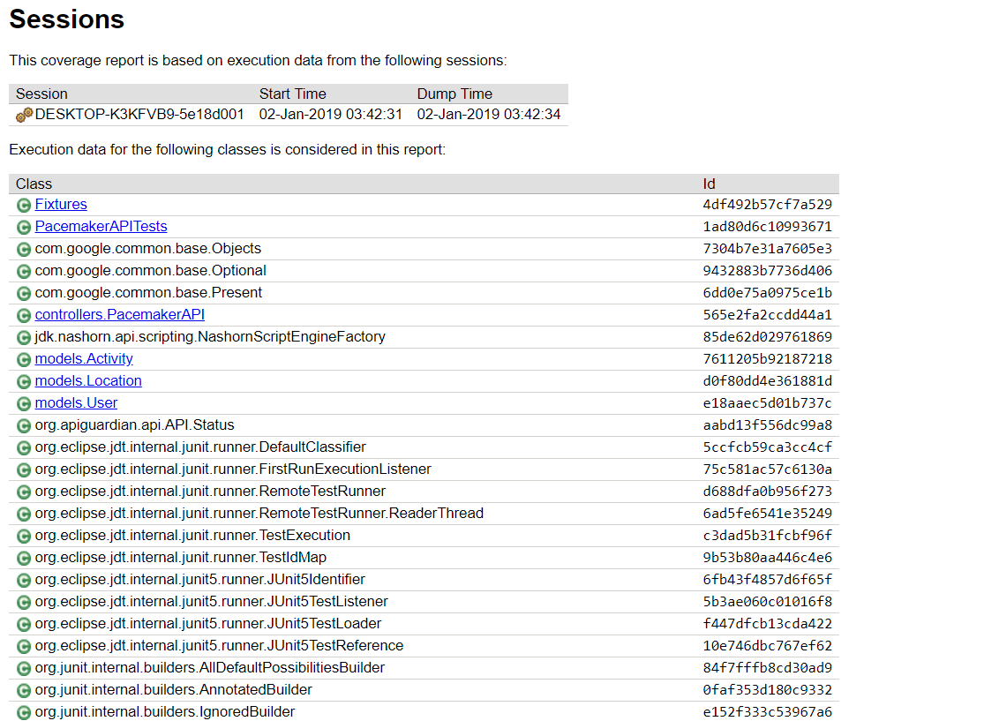 Sessions
This coverage report is based on execution data from the following sessions:
Session Start Time Dump Time
DESKTOP-K3KFVB9-5e18d001 02-Jan-2019 03:42:31 02-Jan-2019 03:42:34
Execution data for the following classes is considered in this report:
Class Id
Fixtures 4df492b57cf7a529
PacemakerAPITests 1ad80d6c10993671
com.google.common.base.Objects 7304b7e31a7605e3
com.google.common.base.Optional 9432883b7736d406
com.google.common.base.Present 6dd0e75a0975ce1b
controllers.PacemakerAPI 565e2fa2ccdd44a1
jdk.nashorn.api.scripting.NashornScriptEngineFactory 85de62d029761869
models.Activity 7611205b92187218
models.Location d0f80dd4e361881d
models.User e18aaec5d01b737c
org.apiguardian.api.API.Status aabd13f556dc99a8
org.eclipse.jdt.internal.junit.runner.DefaultClassifier 5ccfcb59ca3cc4cf
org.eclipse.jdt.internal.junit.runner.FirstRunExecutionListener 75c581ac57c6130a
org.eclipse.jdt.internal.junit.runner.RemoteTestRunner d688dfa0b956f273
org.eclipse.jdt.internal.junit.runner.RemoteTestRunner.ReaderThread 6ad5fe6541e35249
org.eclipse.jdt.internal.junit.runner.TestExecution c3dad5b31fcbf96f
org.eclipse.jdt.internal.junit.runner.TestIdMap 9b53b80aa446c4e6
org.eclipse.jdt.internal.junit5.runner.JUnit5Identifier 6fb43f4857d6f65f
org.eclipse.jdt.internal.junit5.runner.JUnit5TestListener 5b3ae060c01016f8
org.eclipse.jdt.internal.junit5.runner.JUnit5TestLoader f447dfcb13cda422
org.eclipse.jdt.internal.junit5.runner.JUnit5TestReference 10e746dbc767ef62
org.junit.internal.builders.AllDefaultPossibilitiesBuilder 84f7fffb8cd30ad9
org.junit.internal.builders.AnnotatedBuilder 0faf353d180c9332
org.junit.internal.builders.IgnoredBuilder e152f333c53967a6